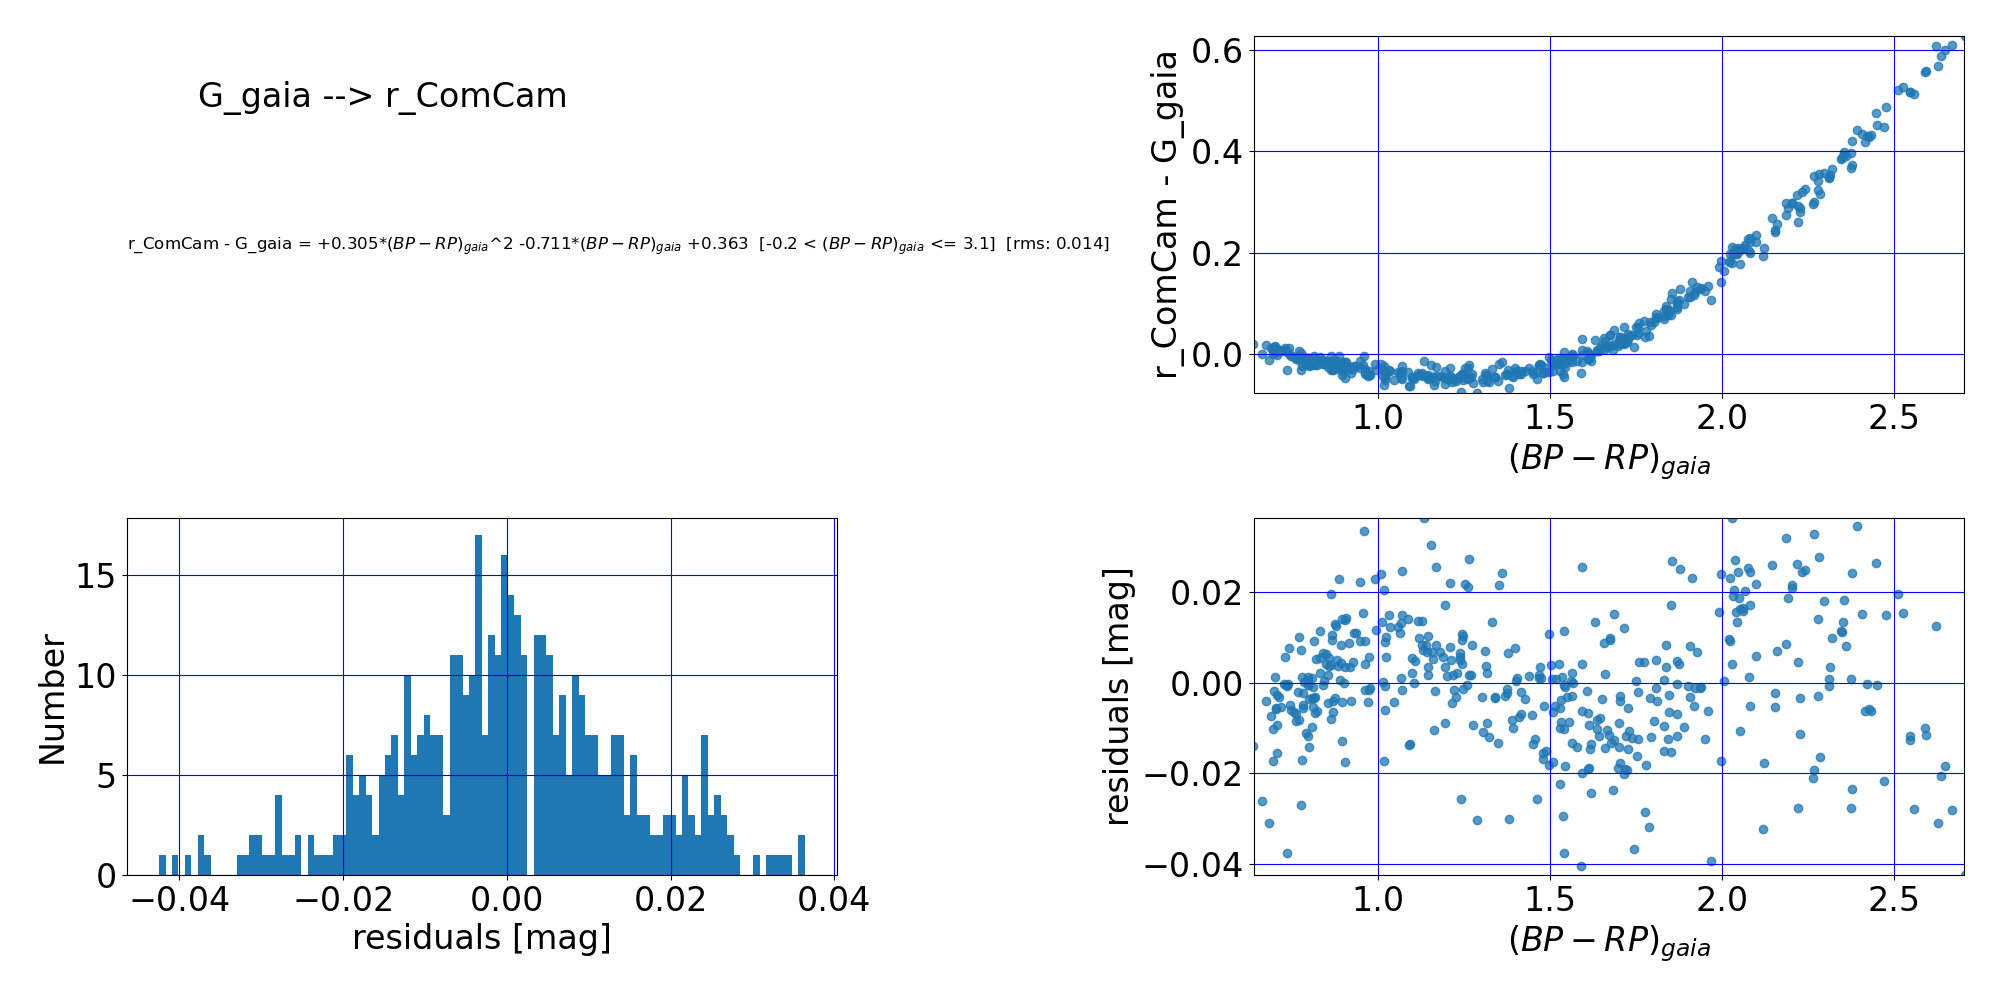 G_gaia --> r_ComCam
r_ComCam - G_gaia = +0.305*(BP − RP)gaia^2 -0.711*(BP − RP)gaia +0.363 [-0.2 < (BP − RP)gaia <= 3.1] [rms: 0.014]
r_ComCam - G_gaia
0.6
0.4
0.2
0.0
1.0 1.5 2.0 2.5
(BP − RP)gaia
Number
15
10
5
0
−0.04 −0.02 0.00 0.02 0.04
residuals [mag]
residuals [mag]
0.02
0.00
−0.02
−0.04
1.0 1.5 2.0 2.5
(BP − RP)gaia